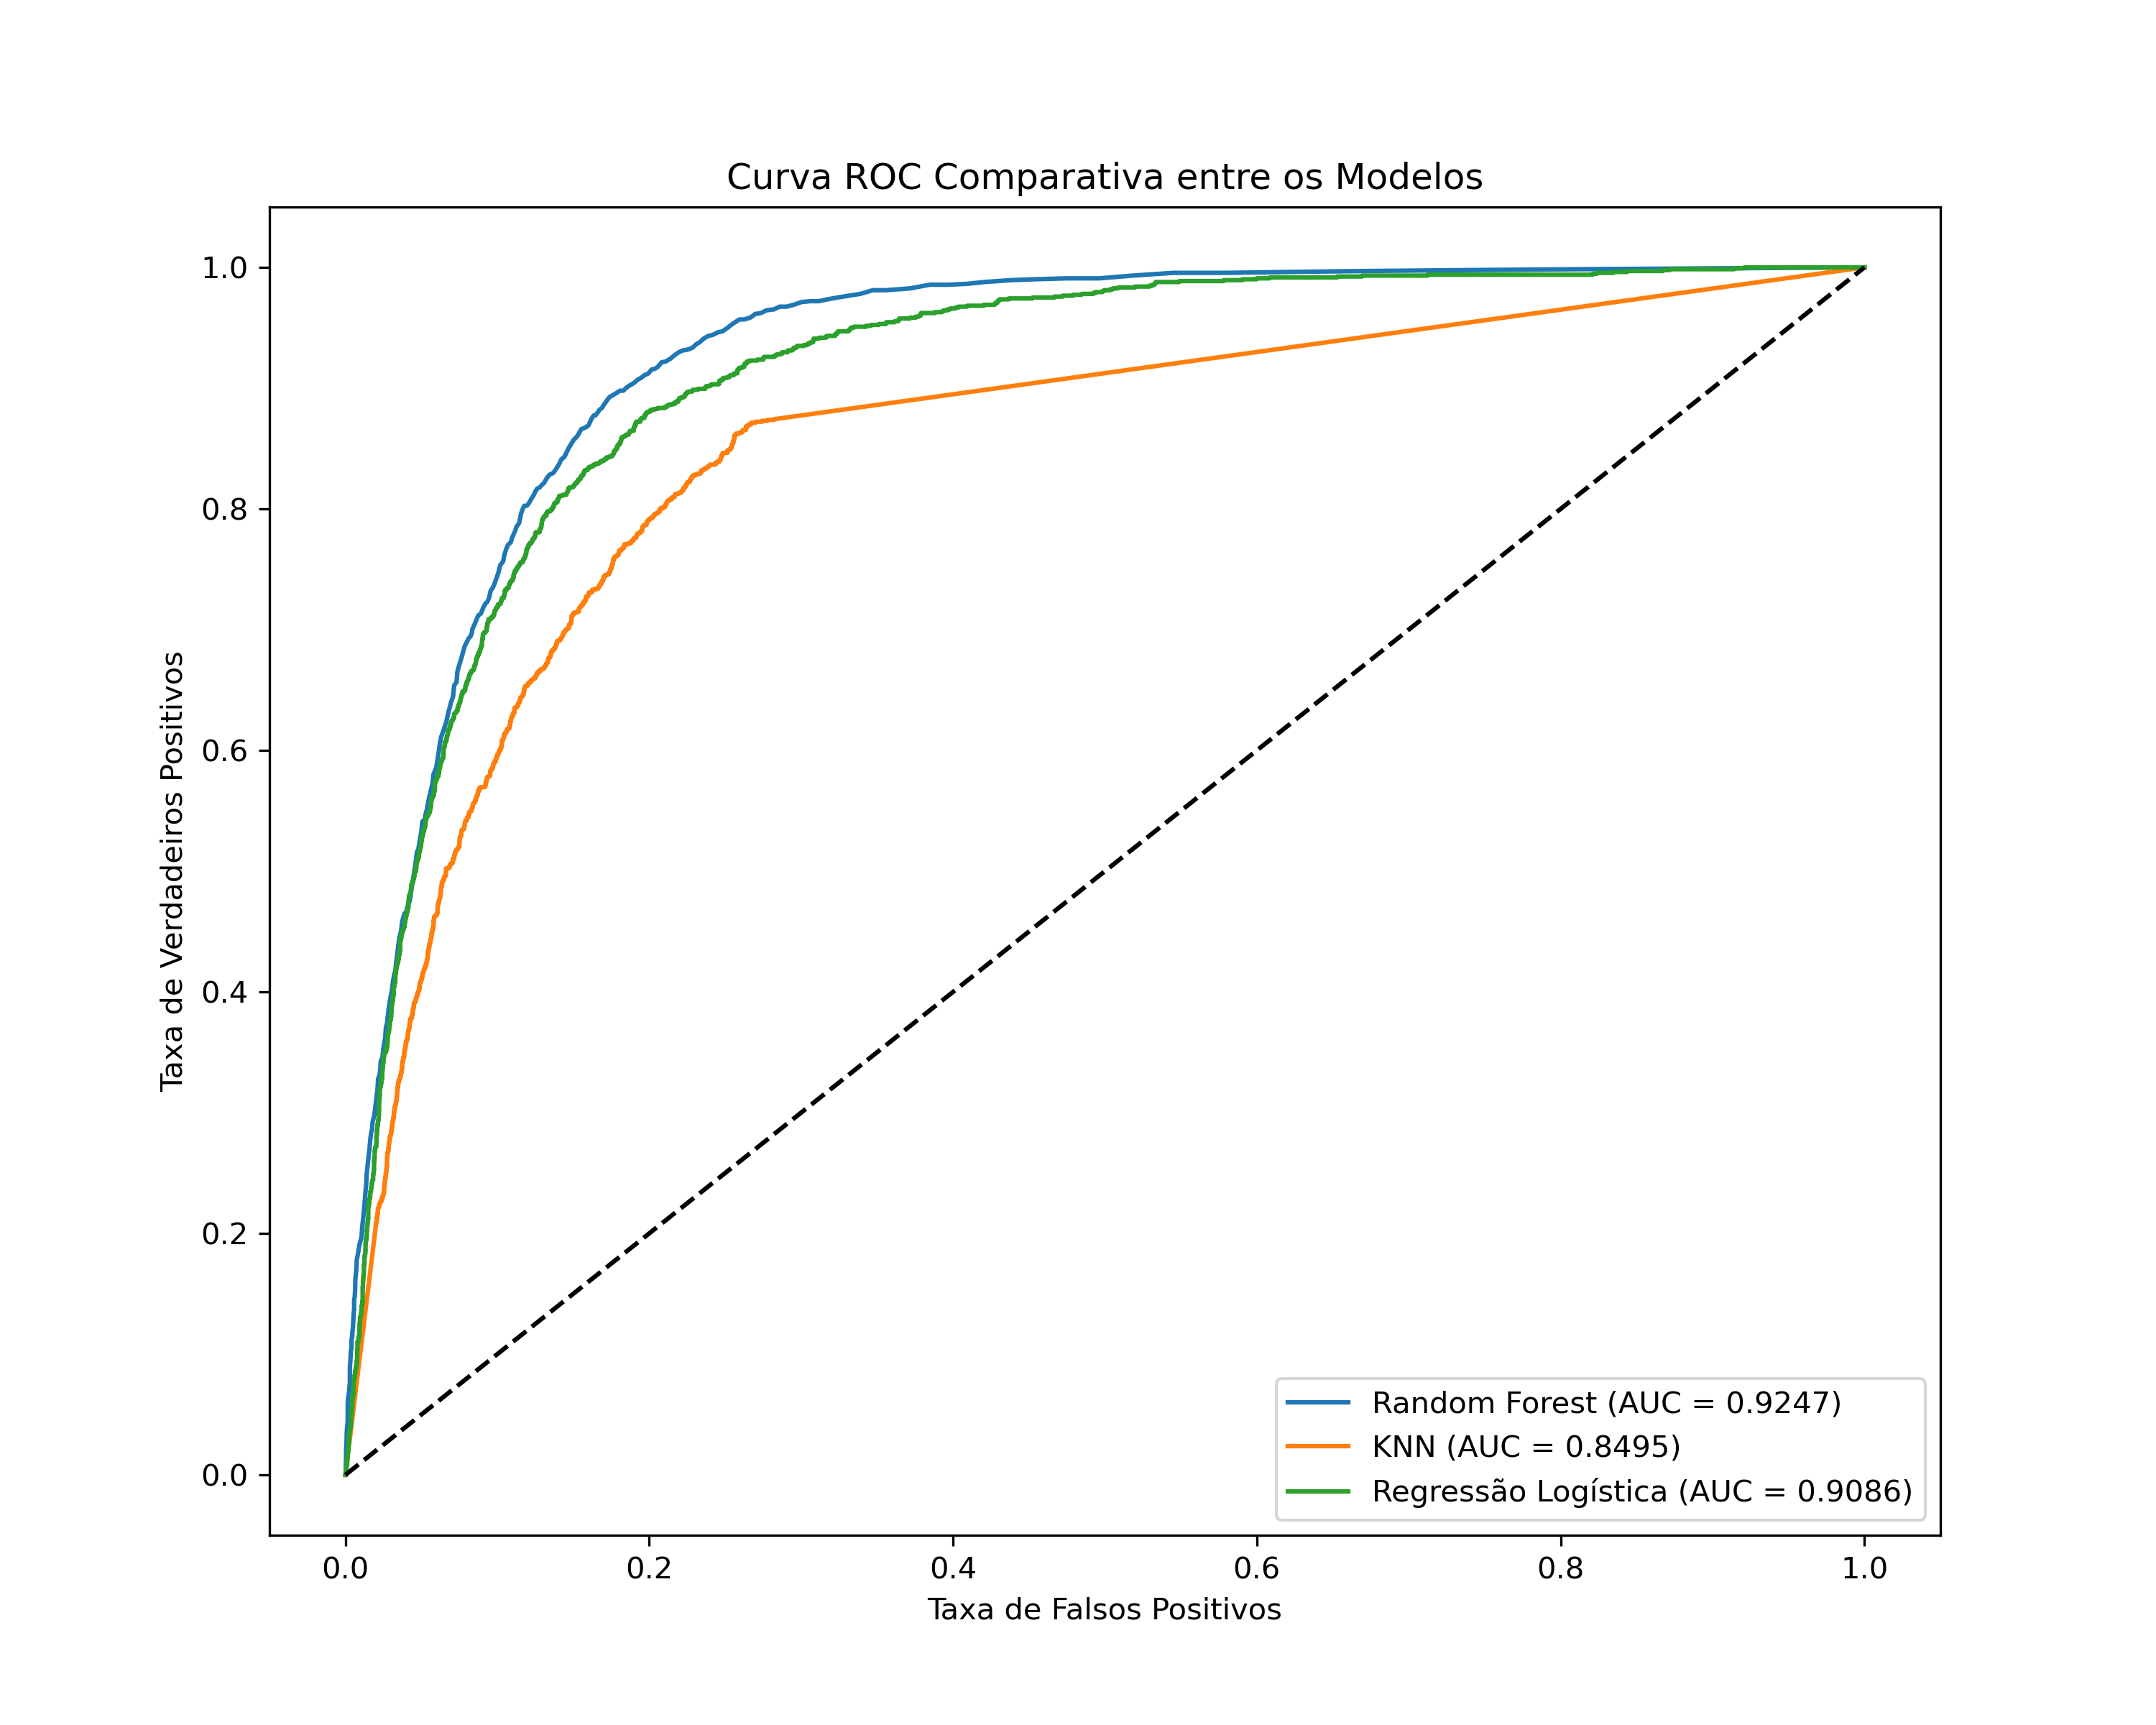 Curva ROC Comparativa entre os Modelos
Taxa de Verdadeiros Positivos
1.0
0.8
0.6
0.4
0.2
0.0
Random Forest (AUC = 0.9247)
KNN (AUC = 0.8495)
Regressão Logística (AUC = 0.9086)
0.0 0.2 0.4 0.6 0.8 1.0
Taxa de Falsos Positivos